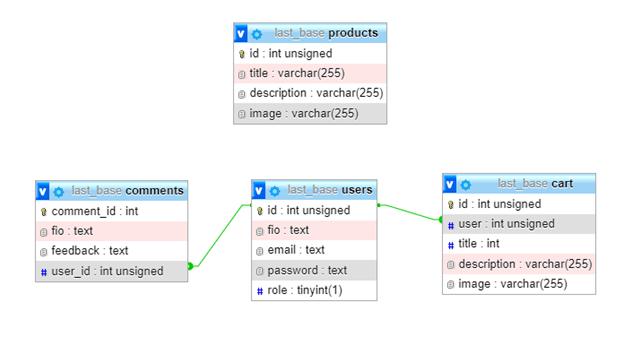 last_base products
id : int unsigned
title : varchar(255)
description : varchar(255)
image : varchar(255)
last_base comments
comment_id : int
fio : text
feedback : text
user_id : int unsigned
last_base users
id : int unsigned
fio : text
email : text
password : text
role : tinyint(1)
last_base cart
id : int unsigned
user : int unsigned
title : int
description : varchar(255)
image : varchar(255)